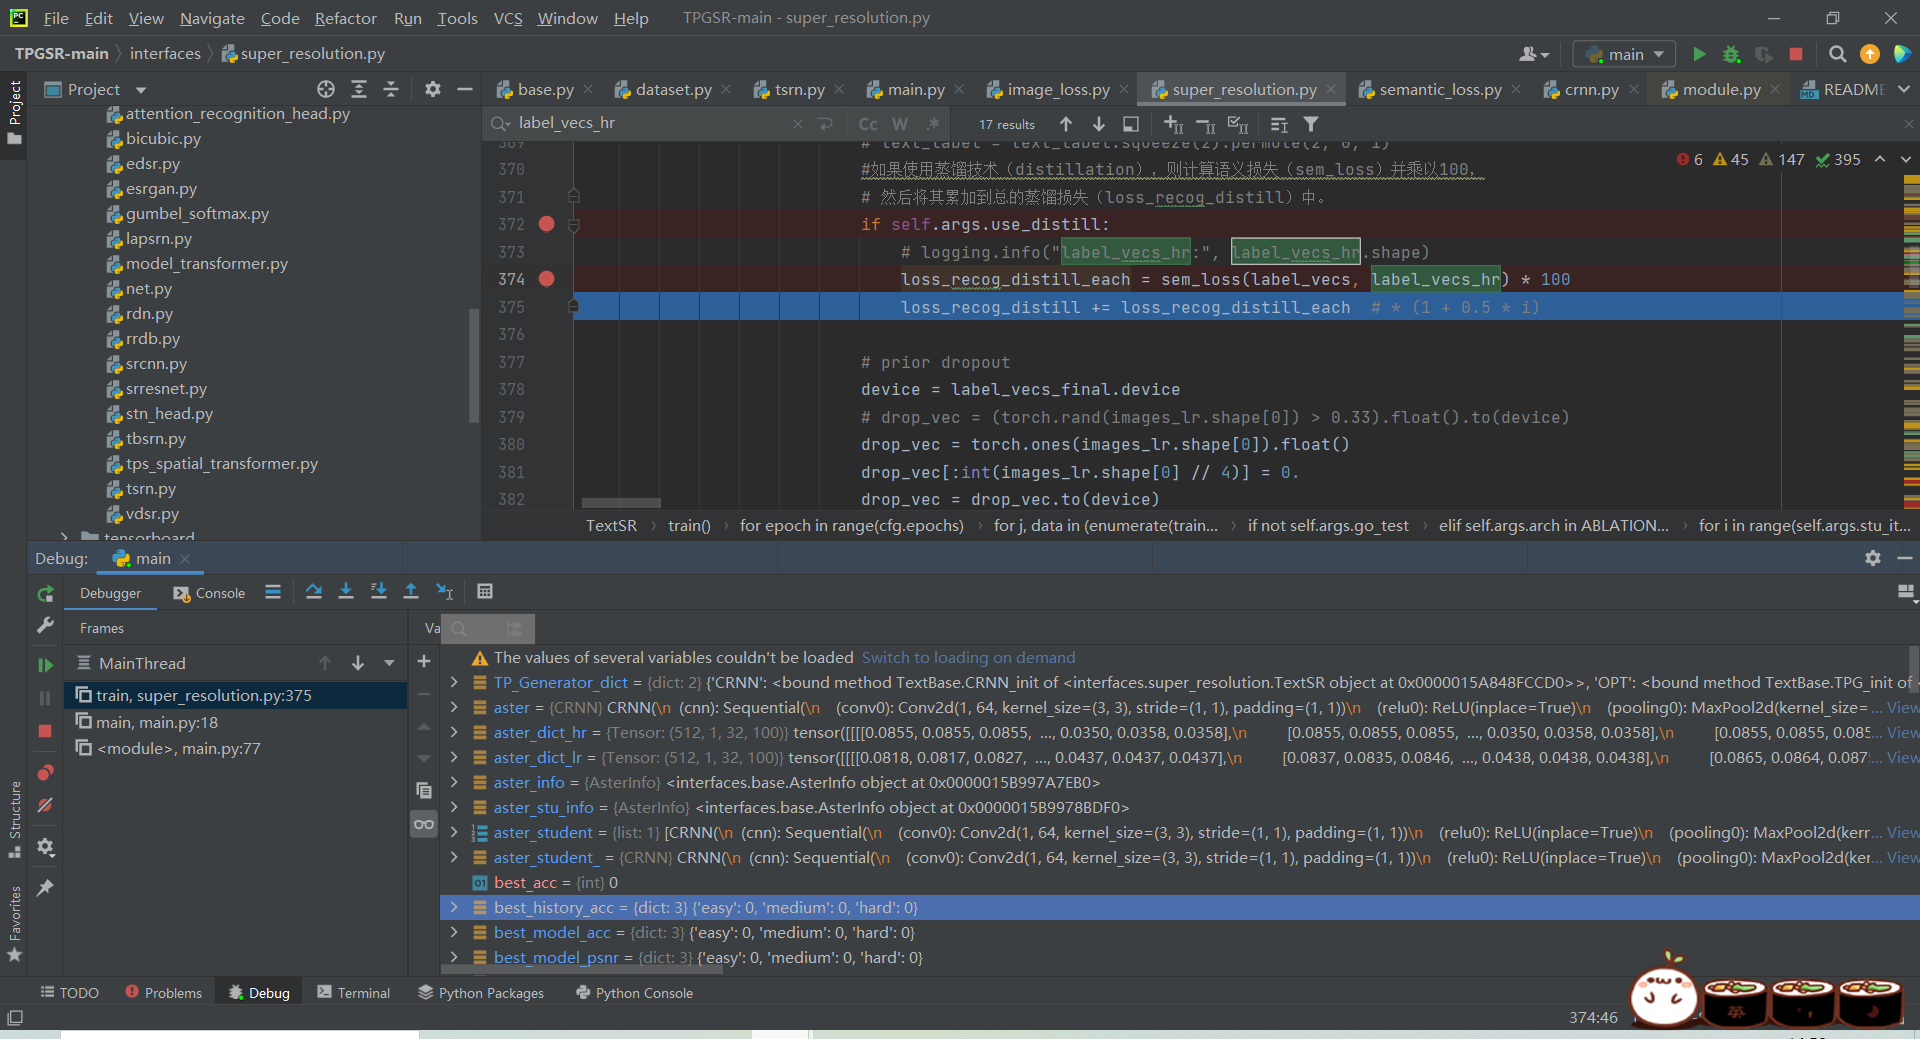 File Edit View Navigate Code Refactor Run Tools VCS Window Help TPGSR-main - super_resolution.py
TPGSR-main interfaces super_resolution.py main
Project
base.py dataset.py tsrn.py main.py image_loss.py super_resolution.py semantic_loss.py crnn.py module.py README
label_vecs_hr Cc W .* 17 results
6 45 147 395
Project
attention_recognition_head.py
bicubic.py
edsr.py
esrgan.py
gumbel_softmax.py
lapsrn.py
model_transformer.py
net.py
rdn.py
rrdb.py
srcnn.py
srresnet.py
stn_head.py
tbsrn.py
tps_spatial_transformer.py
tsrn.py
vdsr.py
tensorboard
369 # text_label = text_label.squeeze(2).permute(2, 0, 1)
370 #如果使用蒸馏技术（distillation），则计算语义损失（sem_loss）并乘以100，
371 # 然后将其累加到总的蒸馏损失（loss_recog_distill）中。
372 if self.args.use_distill:
373 # logging.info("label_vecs_hr:", label_vecs_hr.shape)
374 loss_recog_distill_each = sem_loss(label_vecs, label_vecs_hr) * 100
375 loss_recog_distill += loss_recog_distill_each # * (1 + 0.5 * i)
376
377 # prior dropout
378 device = label_vecs_final.device
379 # drop_vec = (torch.rand(images_lr.shape[0]) > 0.33).float().to(device)
380 drop_vec = torch.ones(images_lr.shape[0]).float()
381 drop_vec[:int(images_lr.shape[0] // 4)] = 0.
382 drop_vec = drop_vec.to(device)
TextSR train() for epoch in range(cfg.epochs) for j, data in (enumerate(train... if not self.args.go_test elif self.args.arch in ABLATION... for i in range(self.args.stu_it...
Debug: main
Debugger Console
Frames
Va
MainThread
train, super_resolution.py:375
main, main.py:18
<module>, main.py:77
The values of several variables couldn't be loaded Switch to loading on demand
TP_Generator_dict = {dict: 2} {'CRNN': <bound method TextBase.CRNN_init of <interfaces.super_resolution.TextSR object at 0x0000015A848FCCD0>>, 'OPT': <bound method TextBase.TPG_init of <
aster = {CRNN} CRNN(\n (cnn): Sequential(\n (conv0): Conv2d(1, 64, kernel_size=(3, 3), stride=(1, 1), padding=(1, 1))\n (relu0): ReLU(inplace=True)\n (pooling0): MaxPool2d(kernel_size=... View
aster_dict_hr = {Tensor: (512, 1, 32, 100)} tensor([[[[0.0855, 0.0855, 0.0855, ..., 0.0350, 0.0358, 0.0358],\n [0.0855, 0.0855, 0.0855, ..., 0.0350, 0.0358, 0.0358],\n [0.0855, 0.0855, 0.085... View
aster_dict_lr = {Tensor: (512, 1, 32, 100)} tensor([[[[0.0818, 0.0817, 0.0827, ..., 0.0437, 0.0437, 0.0437],\n [0.0837, 0.0835, 0.0846, ..., 0.0438, 0.0438, 0.0438],\n [0.0865, 0.0864, 0.087... View
aster_info = {AsterInfo} <interfaces.base.AsterInfo object at 0x0000015B997A7EB0>
aster_stu_info = {AsterInfo} <interfaces.base.AsterInfo object at 0x0000015B9978BDF0>
aster_student = {list: 1} [CRNN(\n (cnn): Sequential(\n (conv0): Conv2d(1, 64, kernel_size=(3, 3), stride=(1, 1), padding=(1, 1))\n (relu0): ReLU(inplace=True)\n (pooling0): MaxPool2d(kerr... View
aster_student_ = {CRNN} CRNN(\n (cnn): Sequential(\n (conv0): Conv2d(1, 64, kernel_size=(3, 3), stride=(1, 1), padding=(1, 1))\n (relu0): ReLU(inplace=True)\n (pooling0): MaxPool2d(ker... View
best_acc = {int} 0
best_history_acc = {dict: 3} {'easy': 0, 'medium': 0, 'hard': 0}
best_model_acc = {dict: 3} {'easy': 0, 'medium': 0, 'hard': 0}
best_model_psnr = {dict: 3} {'easy': 0, 'medium': 0, 'hard': 0}
Structure
Favorites
TODO Problems Debug Terminal Python Packages Python Console
374:46
英